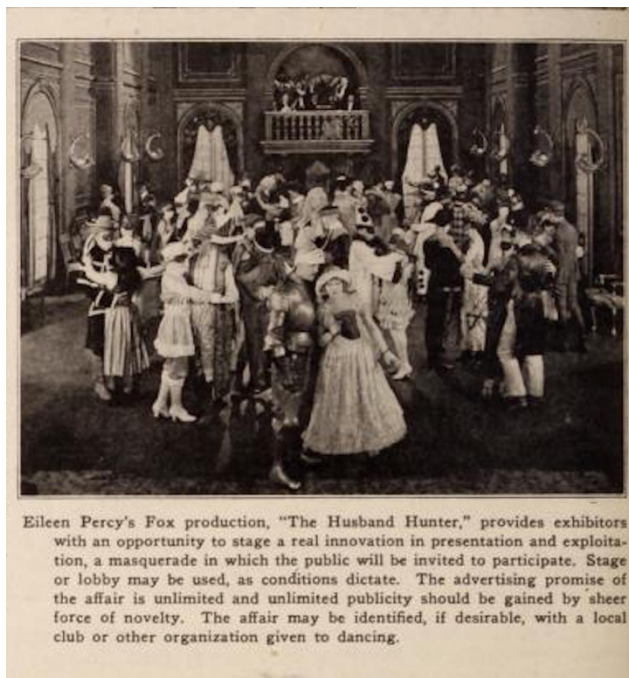 Eileen Percy's Fox production, "The Husband Hunter," provides exhibitors
with an opportunity to stage a real innovation in presentation and exploita-
tion, a masquerade in which the public will be invited to participate. Stage
or lobby may be used, as conditions dictate. The advertising promise of
the affair is unlimited and unlimited publicity should be gained by sheer
force of novelty. The affair may be identified, if desirable, with a local
club or other organization given to dancing.